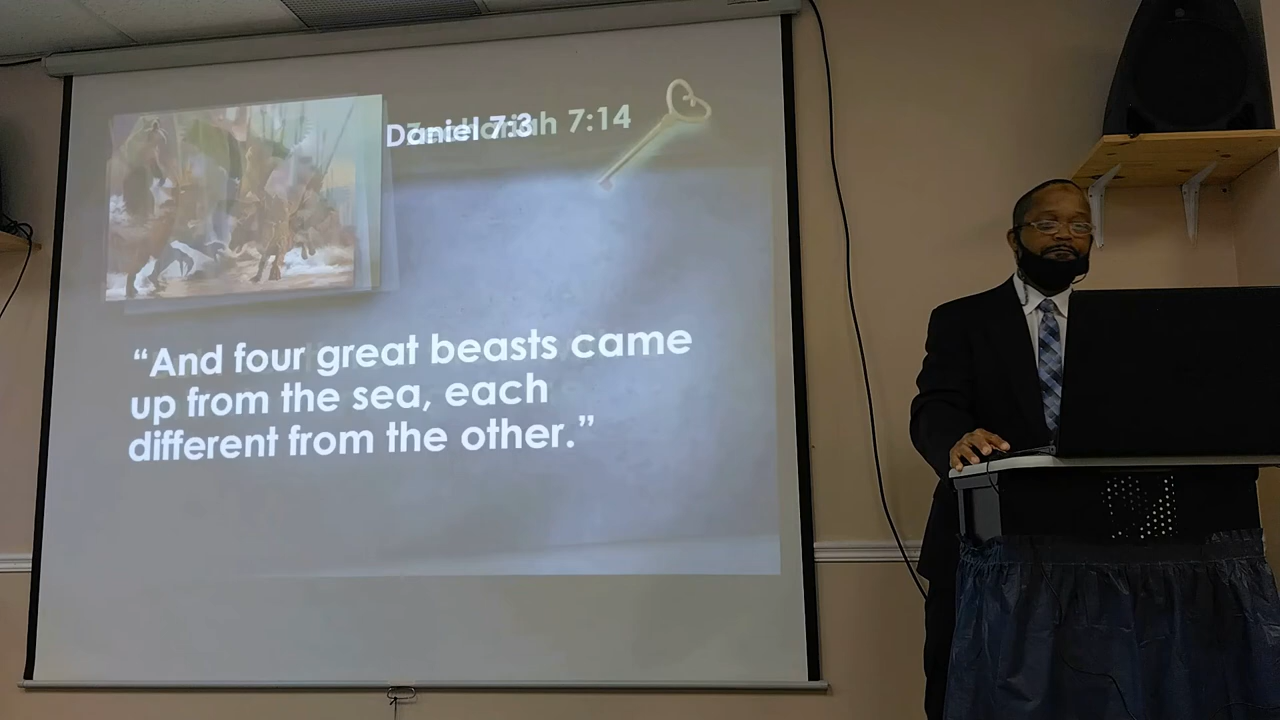 Daniel 7:3
Zechariah 7:14
“And four great beasts came
up from the sea, each
different from the other.”